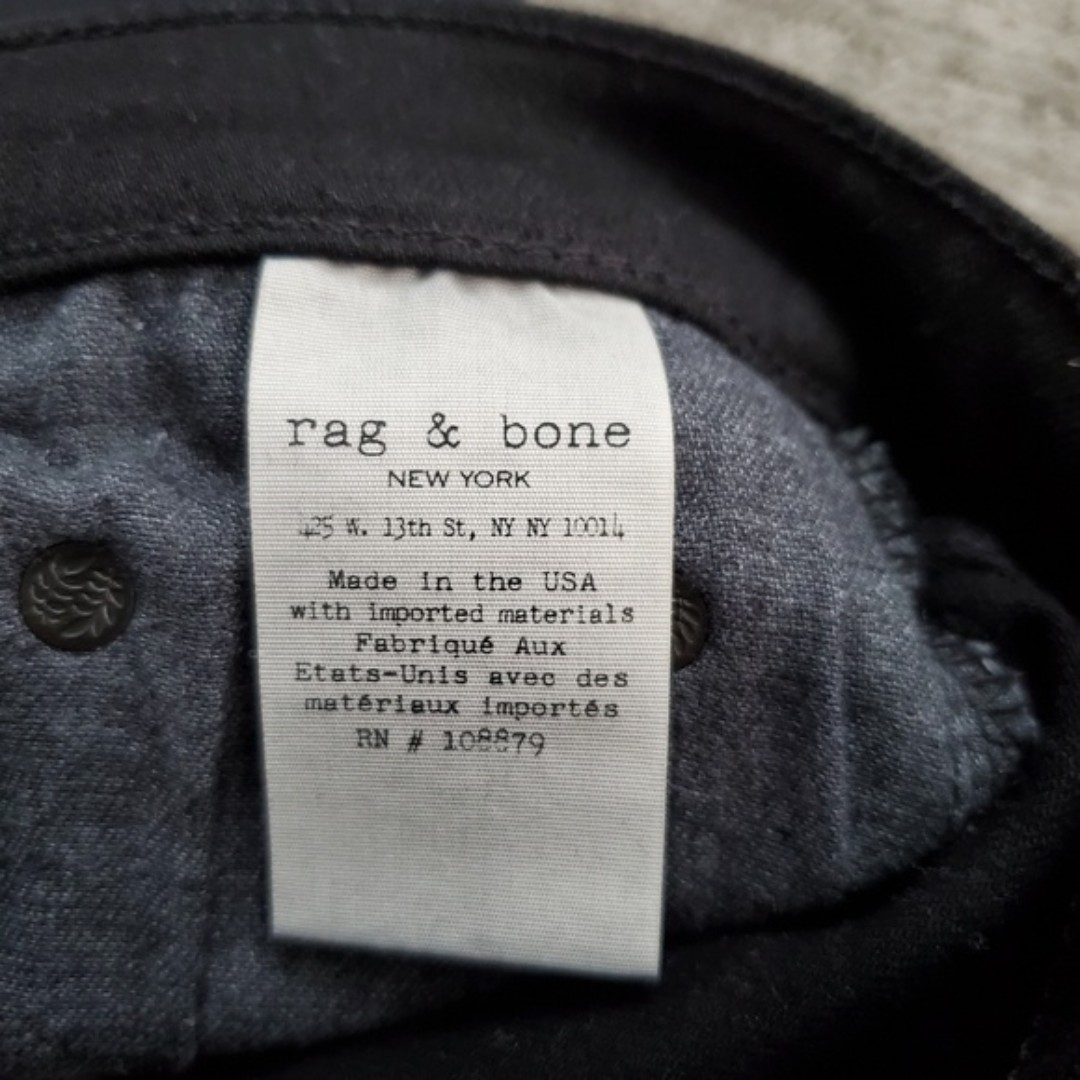 rag & bone
NEW YORK
425 W. 13th St, NY NY 10014
Made in the USA
with imported materials
Fabriqué Aux
Etats-Unis avec des
matériaux importés
RN # 108879